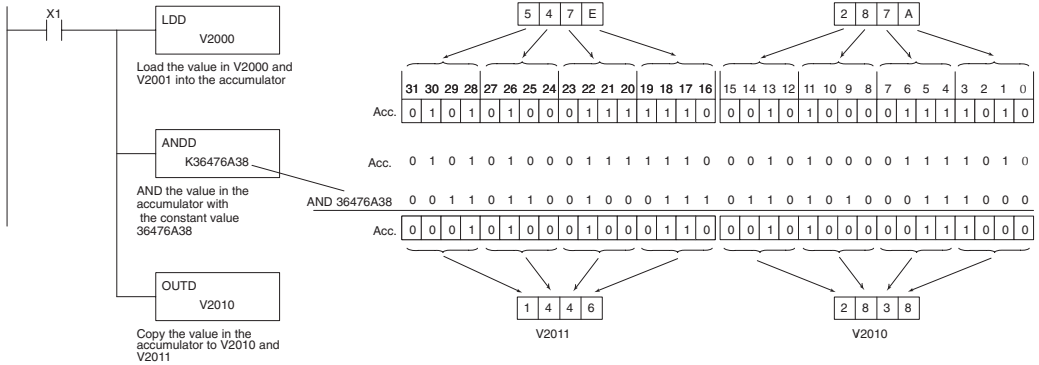 X1
LDD
V2000
Load the value in V2000 and
V2001 into the accumulator
ANDD
K36476A38
AND the value in the
accumulator with
the constant value
36476A38
OUTD
V2010
Copy the value in the
accumulator to V2010 and
V2011
5 4 7 E
2 8 7 A
31 30 29 28 27 26 25 24 23 22 21 20 19 18 17 16 15 14 13 12 11 10 9 8 7 6 5 4 3 2 1 0
Acc. 0 1 0 1 0 1 0 0 0 1 1 1 1 1 1 0 0 0 1 0 1 0 0 0 0 1 1 1 1 0 1 0
Acc. 0 1 0 1 0 1 0 0 0 1 1 1 1 1 1 0 0 0 1 0 1 0 0 0 0 1 1 1 1 0 1 0
AND 36476A38 0 0 1 1 0 1 1 0 0 1 0 0 0 1 1 1 0 1 1 0 1 0 1 0 0 0 1 1 1 0 0 0
Acc. 0 0 0 1 0 1 0 0 0 1 0 0 0 1 1 0 0 0 1 0 1 0 0 0 0 0 1 1 1 0 0 0
1 4 4 6
2 8 3 8
V2011
V2010